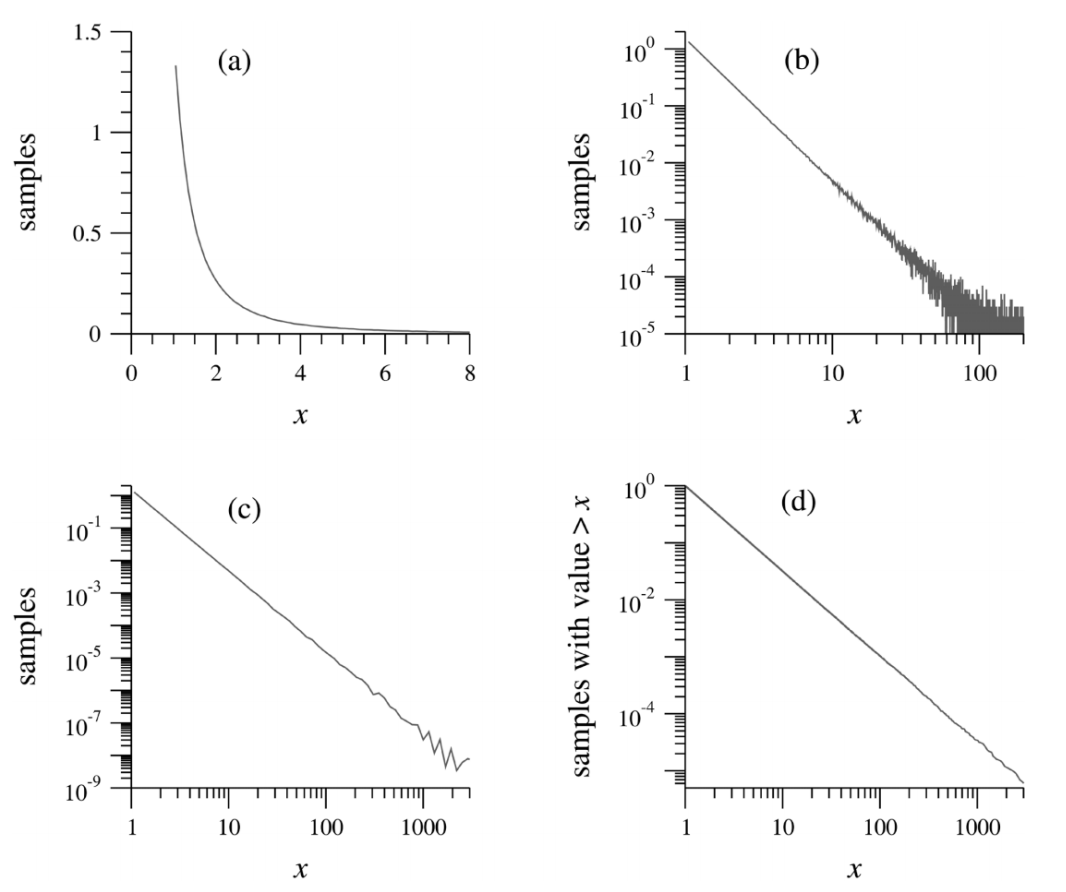 (a)
samples
1.5
1
0.5
0
0 2 4 6 8
x
(b)
samples
10^0
10^-1
10^-2
10^-3
10^-4
10^-5
1 10 100
x
(c)
samples
10^-1
10^-3
10^-5
10^-7
10^-9
1 10 100 1000
x
(d)
samples with value > x
10^0
10^-2
10^-4
1 10 100 1000
x